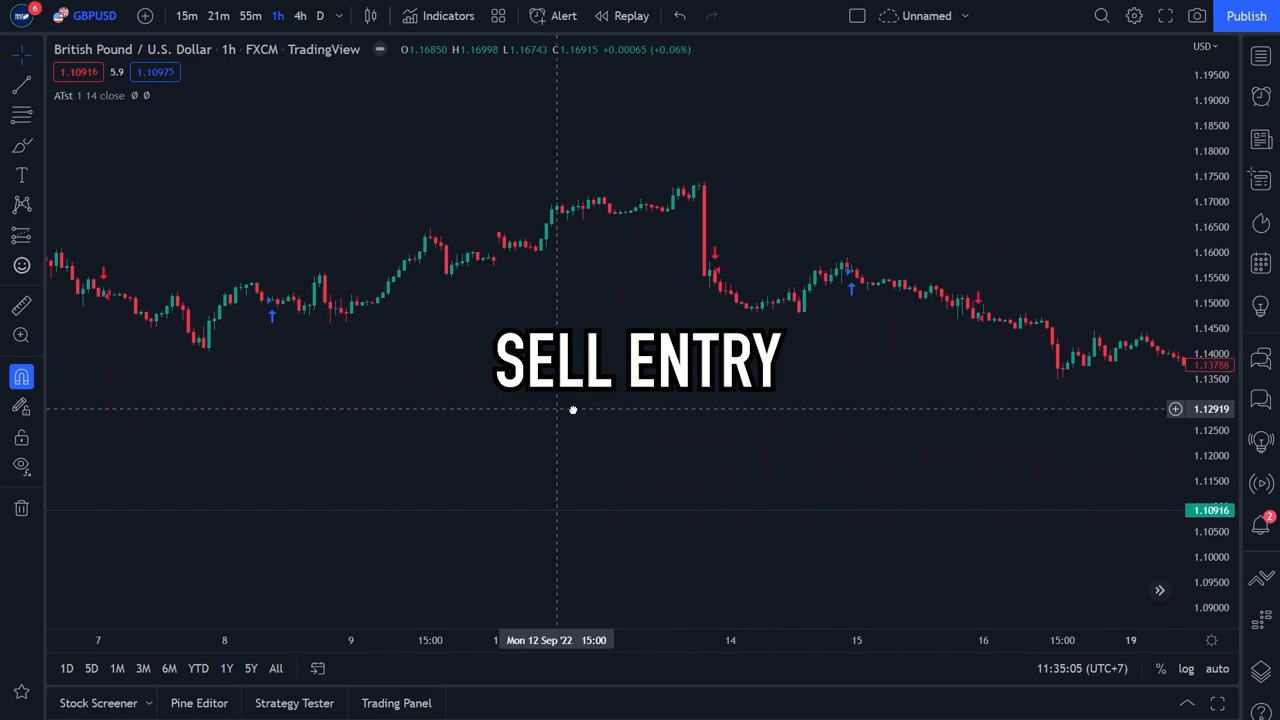 6
GBPUSD
15m 21m 55m 1h 4h D
Indicators
Alert
Replay
Unnamed
Publish
British Pound / U.S. Dollar · 1h · FXCM · TradingView
O1.16850 H1.16998 L1.16743 C1.16915 +0.00065 (+0.06%)
USD
1.10916 5.9 1.10975
ATst 1 14 close Ø Ø
1.19500
1.19000
1.18500
1.18000
1.17500
1.17000
1.16500
1.16000
1.15500
1.15000
1.14500
1.14000
1.13788
1.13500
1.12919
1.12500
1.12000
1.11500
1.10916
1.10500
1.10000
1.09500
1.09000
SELL ENTRY
2
7 8 9 15:00 1 Mon 12 Sep '22 15:00 14 15 16 15:00 19
1D 5D 1M 3M 6M YTD 1Y 5Y All
11:35:05 (UTC+7) % log auto
Stock Screener Pine Editor Strategy Tester Trading Panel